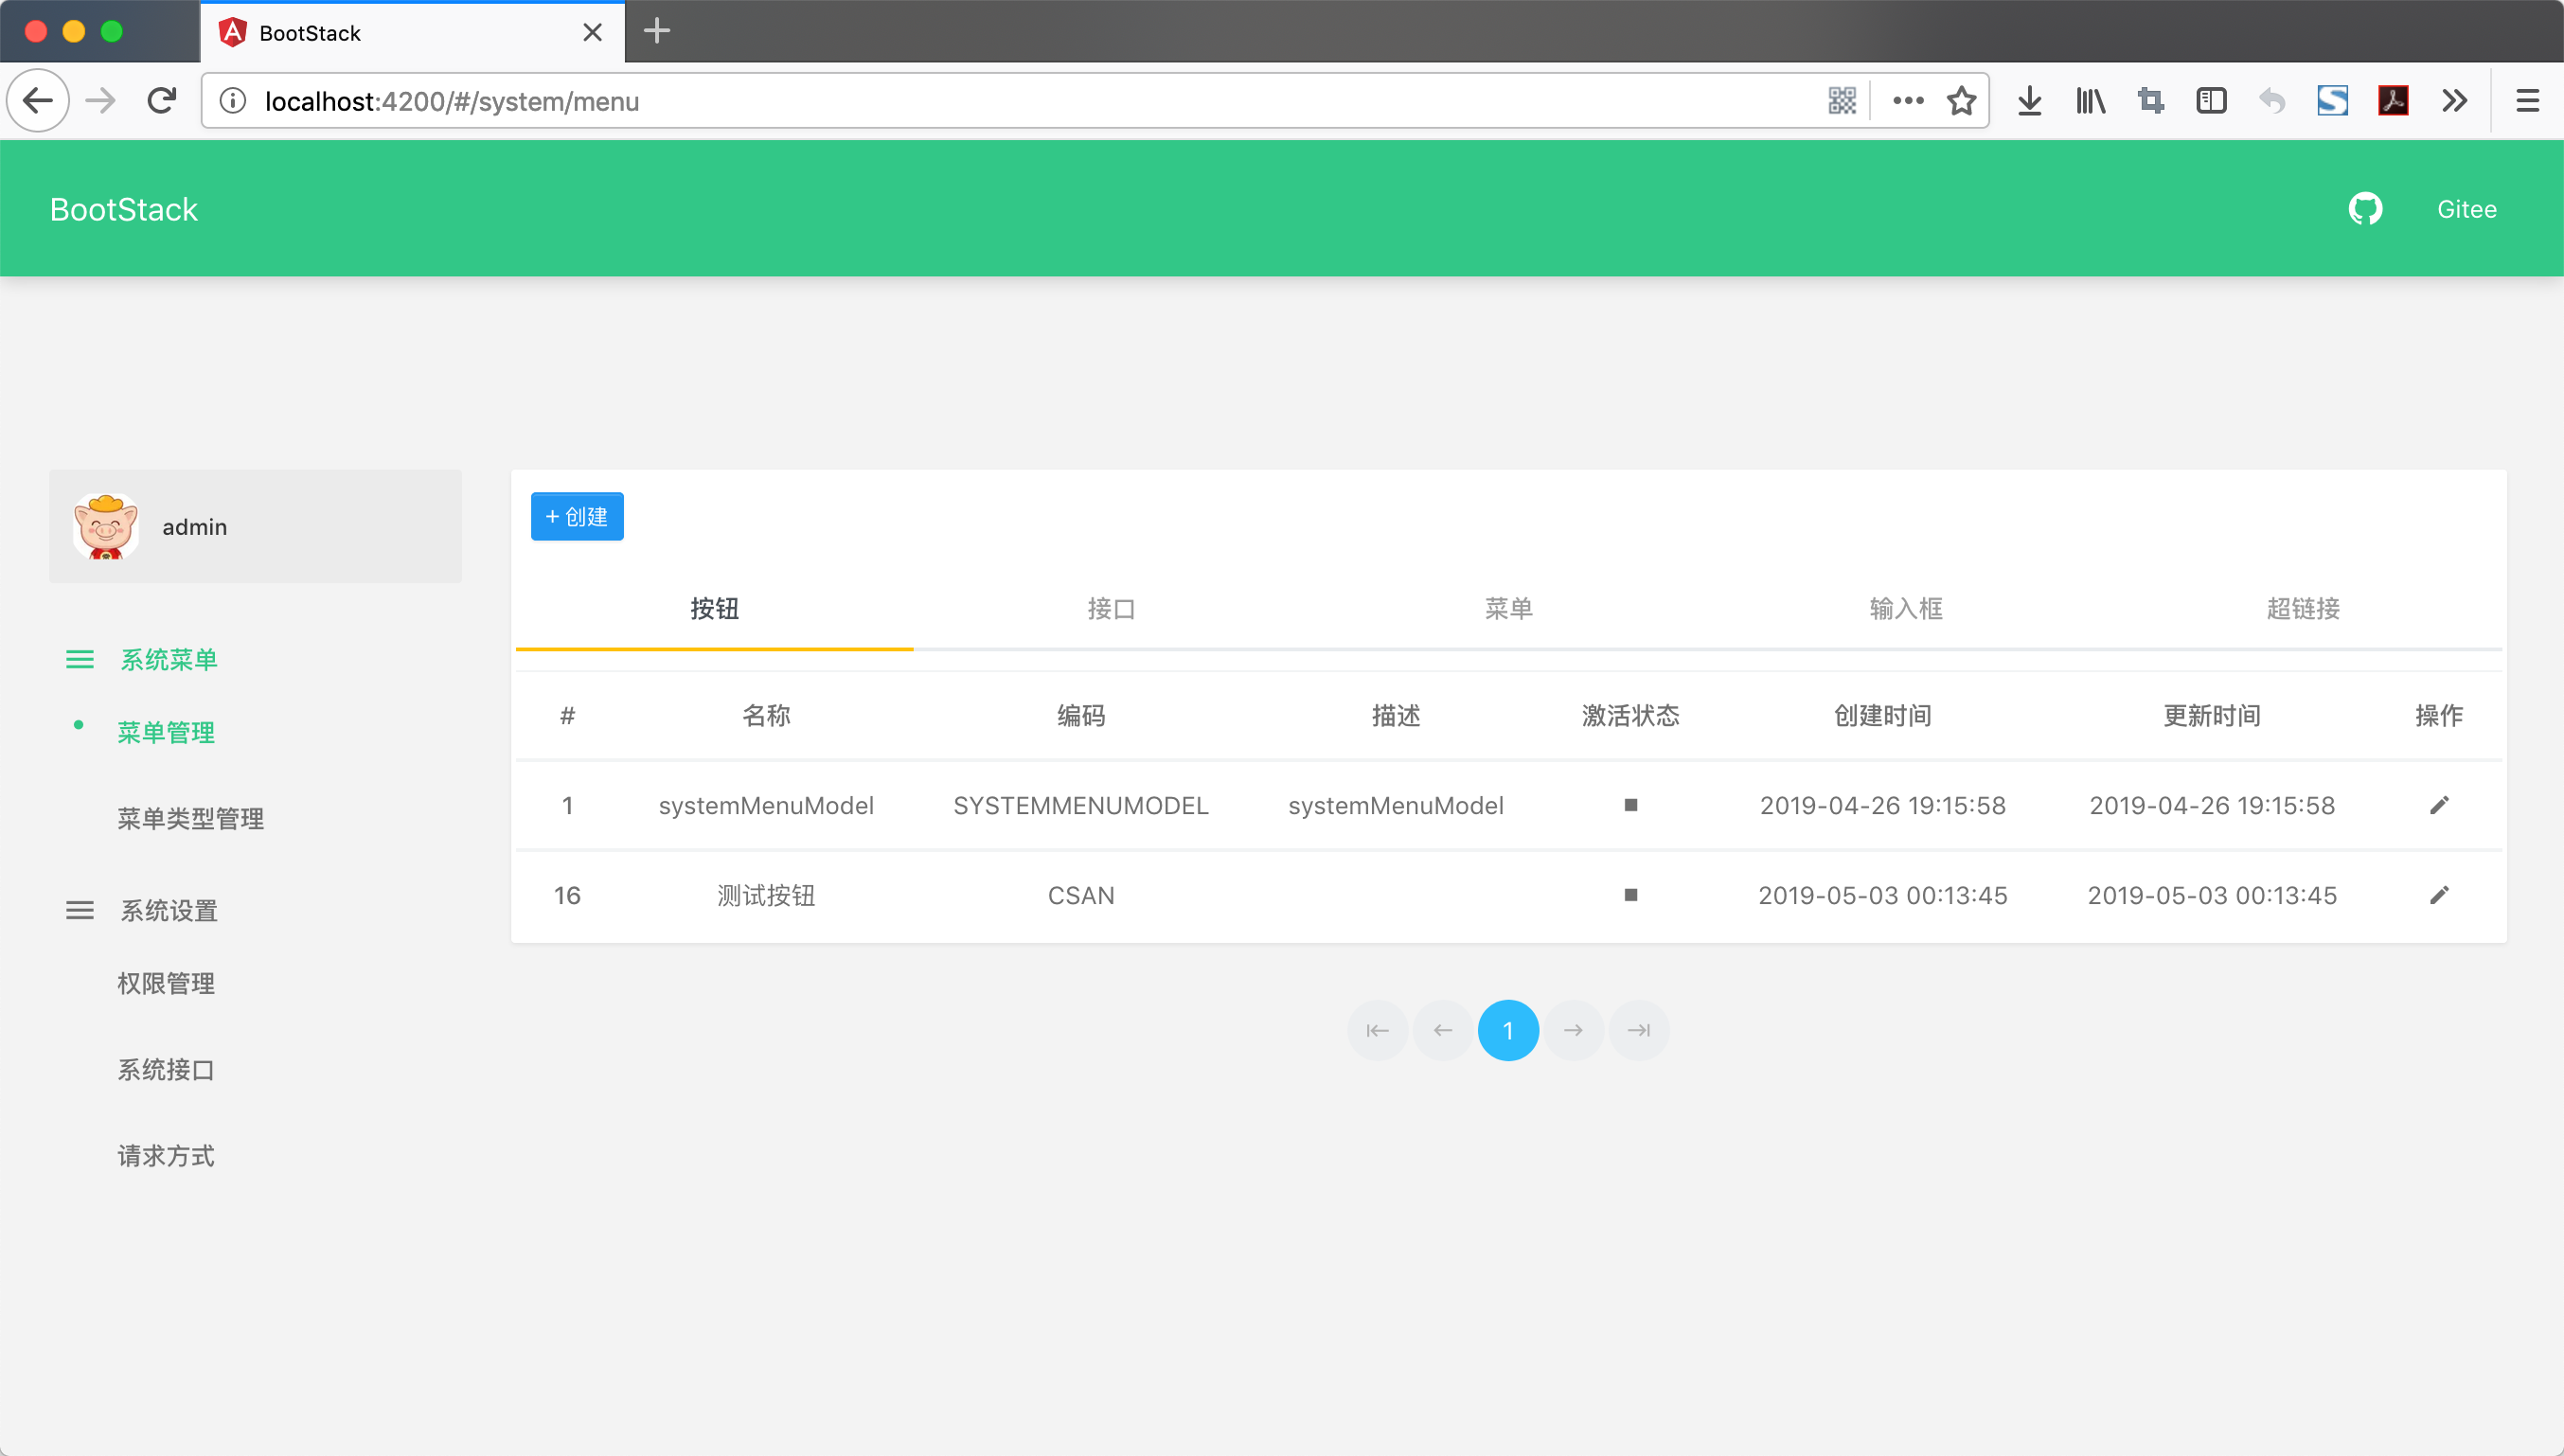 BootStack
localhost:4200/#/system/menu
BootStack
Gitee
admin
系统菜单
菜单管理
菜单类型管理
系统设置
权限管理
系统接口
请求方式
+ 创建
按钮 接口 菜单 输入框 超链接
# 名称 编码 描述 激活状态 创建时间 更新时间 操作
1 systemMenuModel SYSTEMMENUMODEL systemMenuModel 2019-04-26 19:15:58 2019-04-26 19:15:58
16 测试按钮 CSAN 2019-05-03 00:13:45 2019-05-03 00:13:45
1